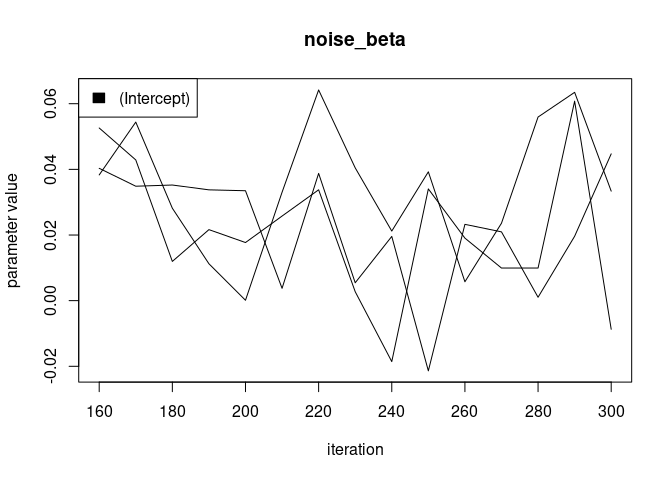 noise_beta
(Intercept)
parameter value
0.06
0.04
0.02
0.00
-0.02
160 180 200 220 240 260 280 300
iteration